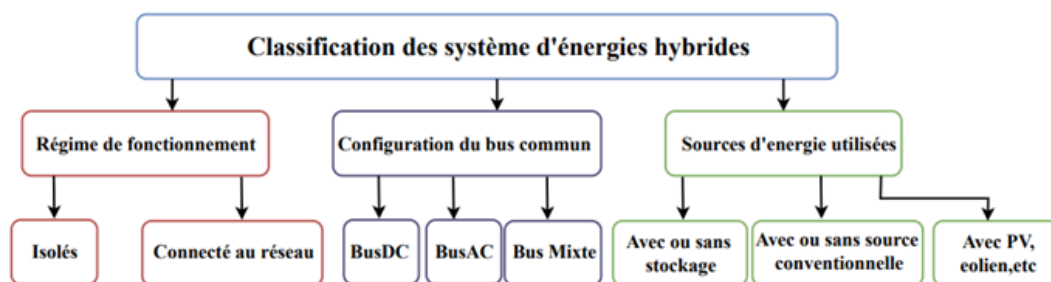 Classification des système d'énergies hybrides
Régime de fonctionnement
Configuration du bus commun
Sources d'energie utilisées
Isolés
Connecté au réseau
BusDC
BusAC
Bus Mixte
Avec ou sans
stockage
Avec ou sans source
conventionnelle
Avec PV,
eolien,etc